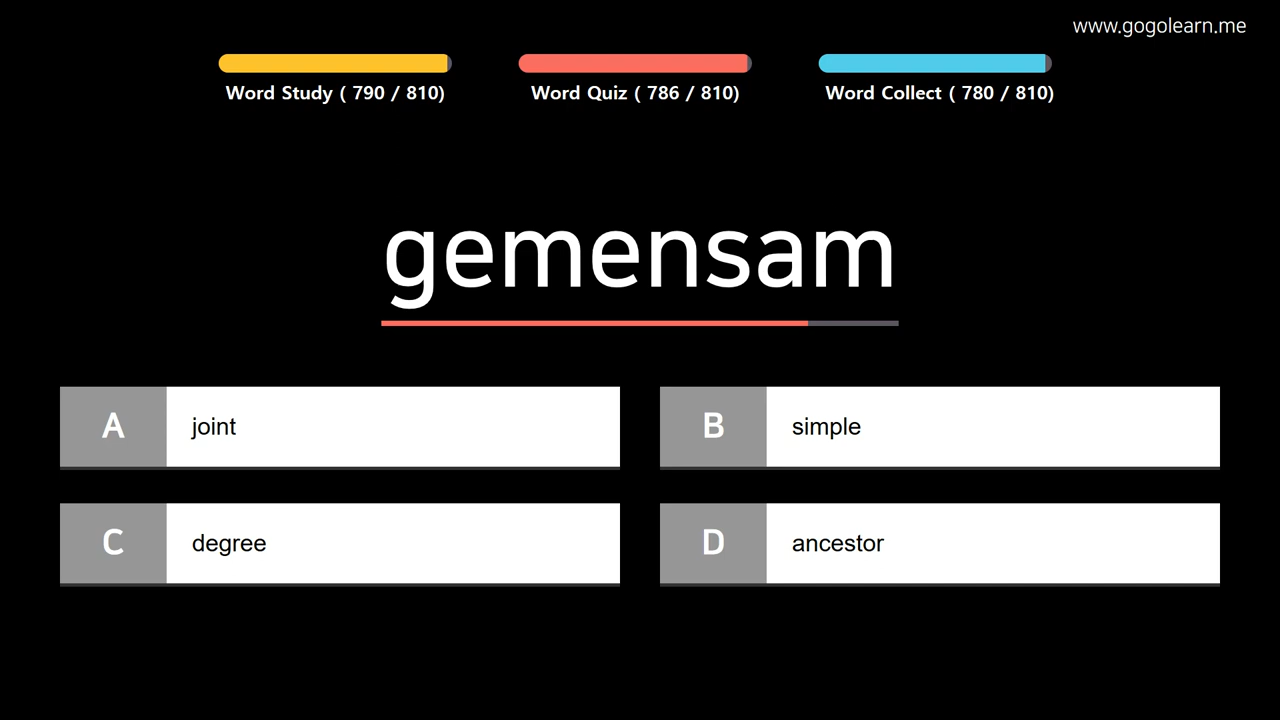 www.gogolearn.me
Word Study ( 790 / 810)
Word Quiz ( 786 / 810)
Word Collect ( 780 / 810)
gemensam
A joint
B simple
C degree
D ancestor